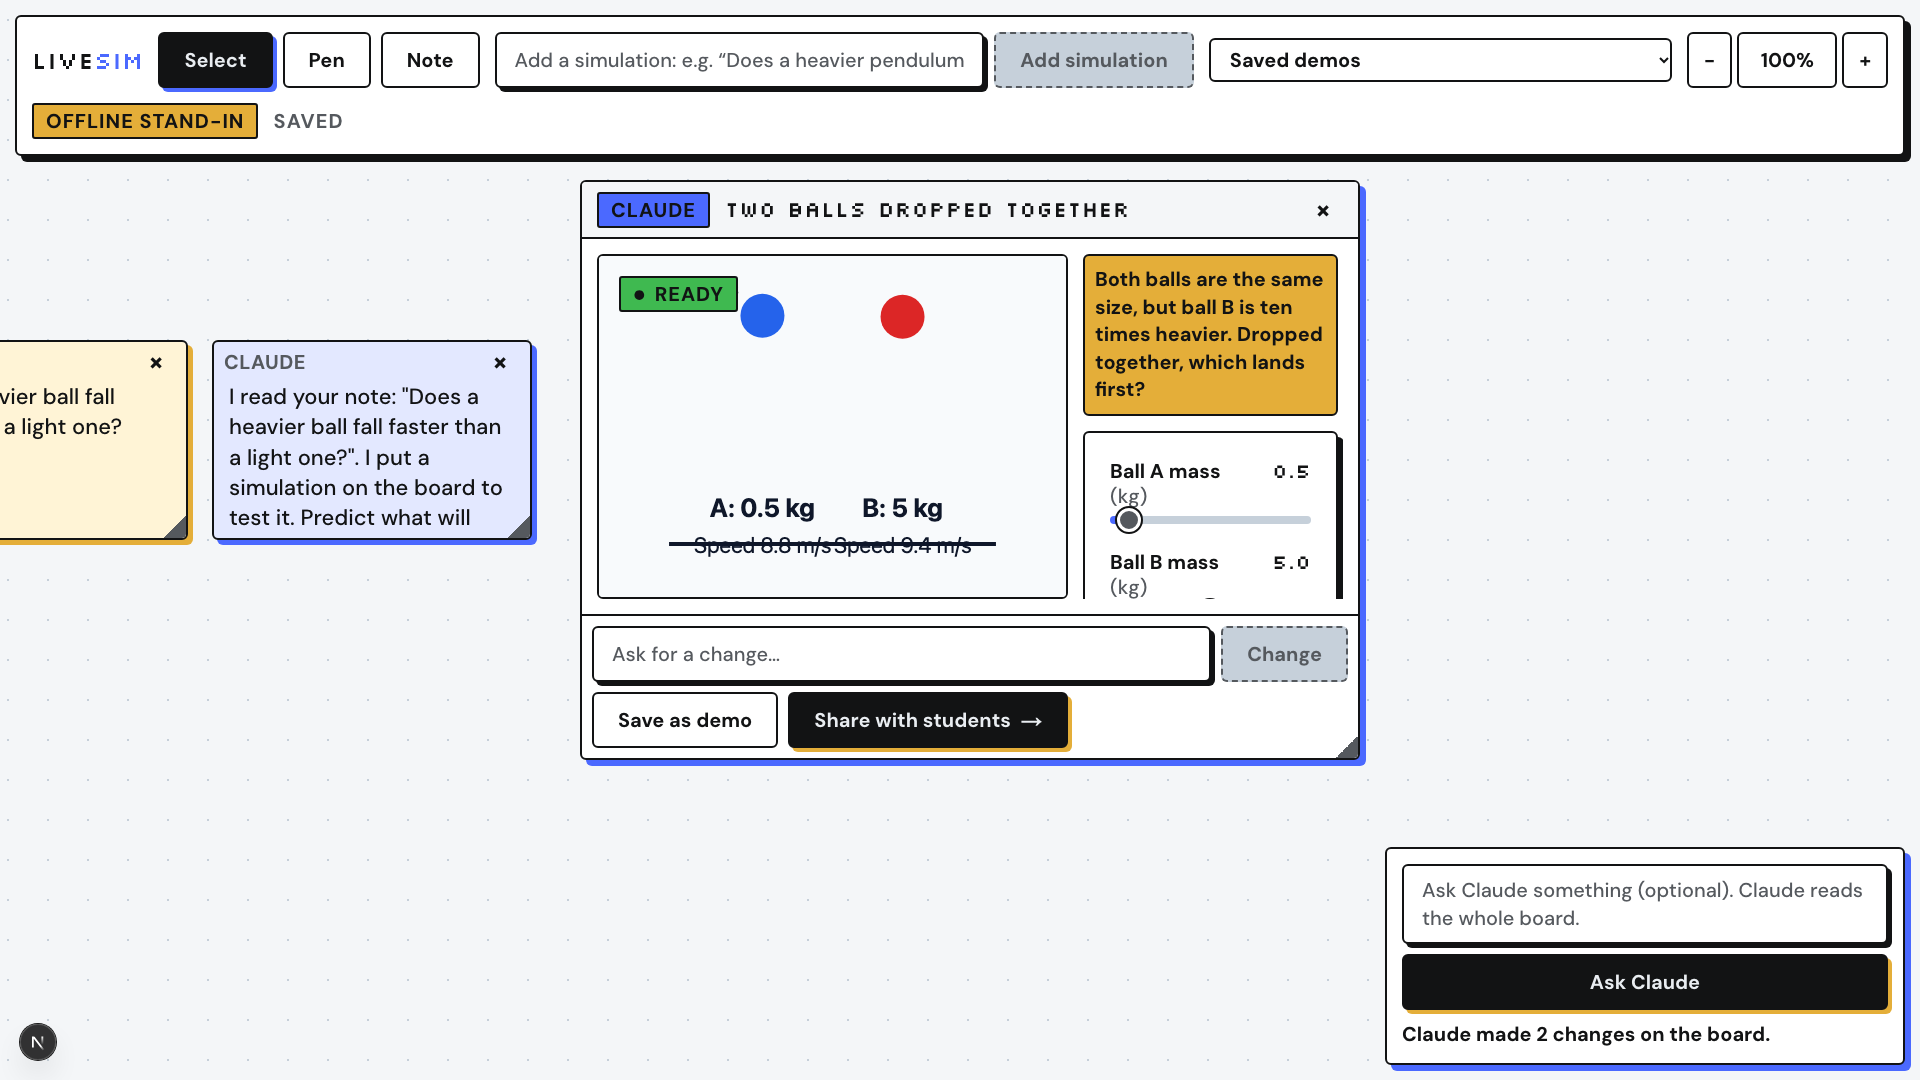 LIVESIM Select Pen Note Add a simulation: e.g. “Does a heavier pendulum Add simulation Saved demos - 100% +
OFFLINE STAND-IN SAVED
CLAUDE TWO BALLS DROPPED TOGETHER ×
● READY
Both balls are the same
size, but ball B is ten
times heavier. Dropped
together, which lands
first?
×
vier ball fall
a light one?
CLAUDE ×
I read your note: "Does a
heavier ball fall faster than
a light one?". I put a
simulation on the board to
test it. Predict what will
A: 0.5 kg B: 5 kg
Speed 8.8 m/s Speed 9.4 m/s
Ball A mass 0.5
(kg)
Ball B mass 5.0
(kg)
Ask for a change... Change
Save as demo Share with students →
Ask Claude something (optional). Claude reads
the whole board.
Ask Claude
Claude made 2 changes on the board.
N